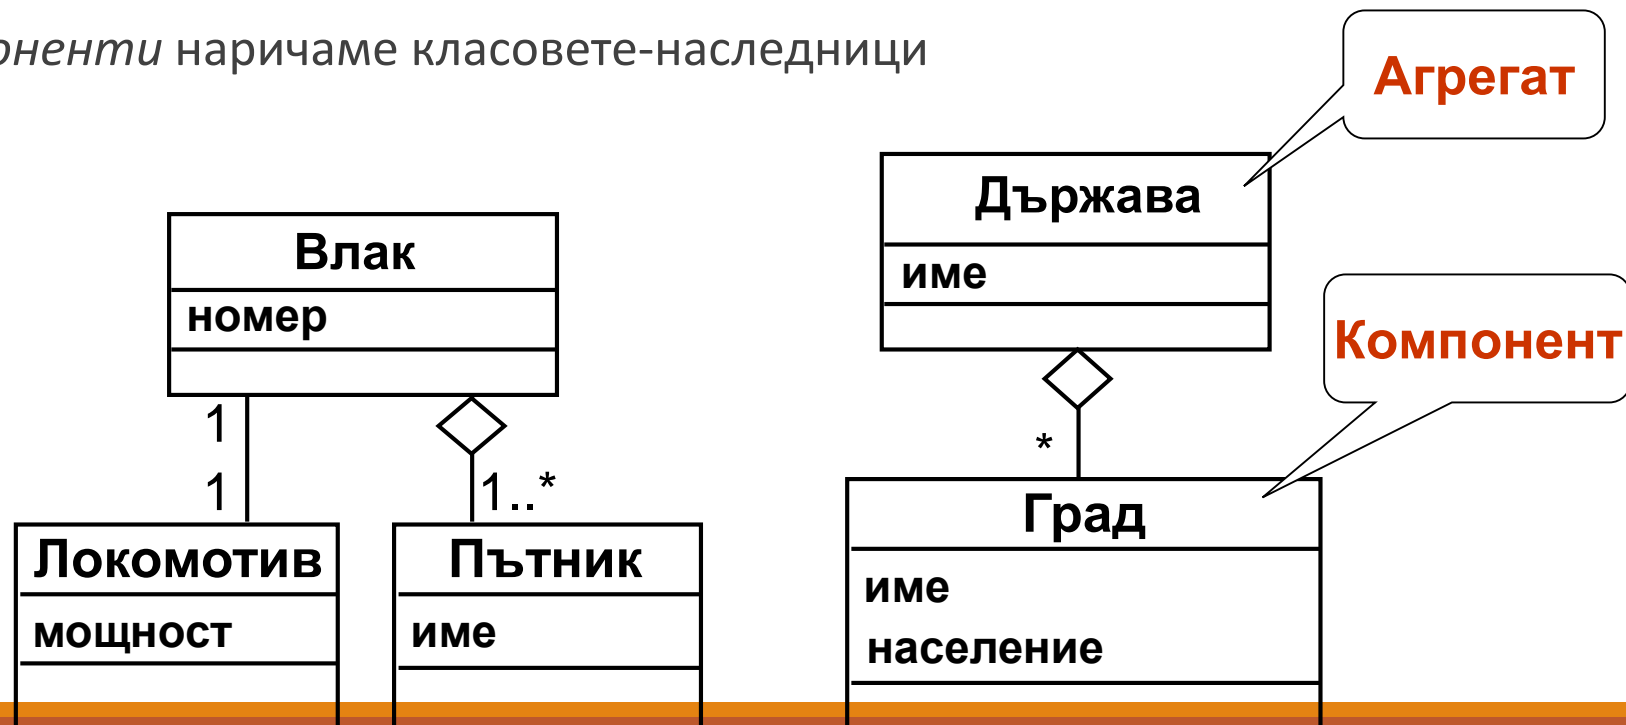 оненти наричаме класовете-наследници
Агрегат
Държава
име
Влак
номер
Компонент
1
*
1
1..*
Град
име
население
Локомотив
мощност
Пътник
име